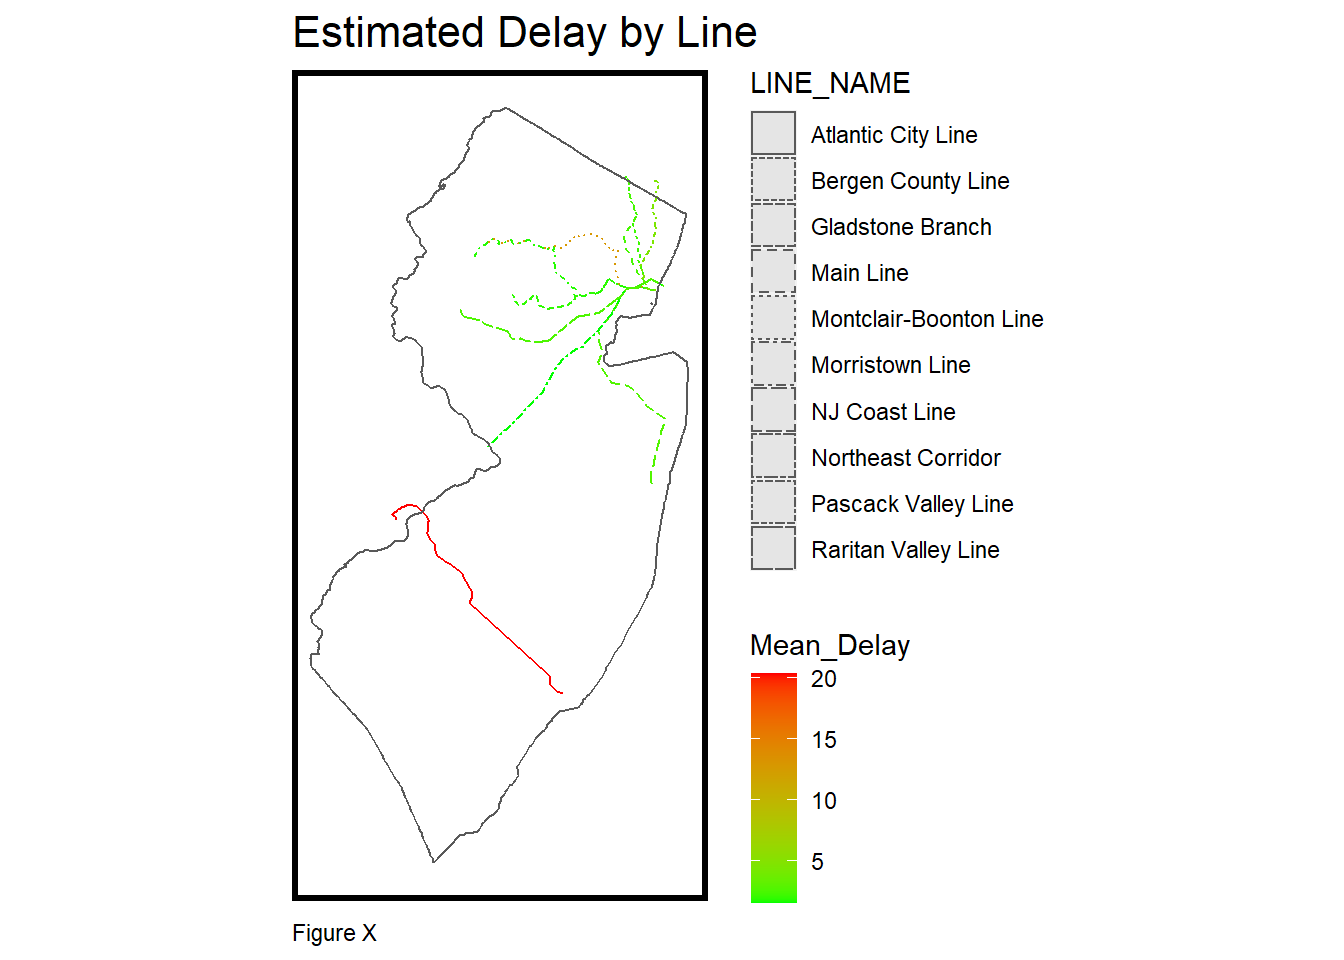 Estimated Delay by Line
LINE_NAME
Atlantic City Line
Bergen County Line
Gladstone Branch
Main Line
Montclair-Boonton Line
Morristown Line
NJ Coast Line
Northeast Corridor
Pascack Valley Line
Raritan Valley Line
Mean_Delay
20
15
10
5
Figure X